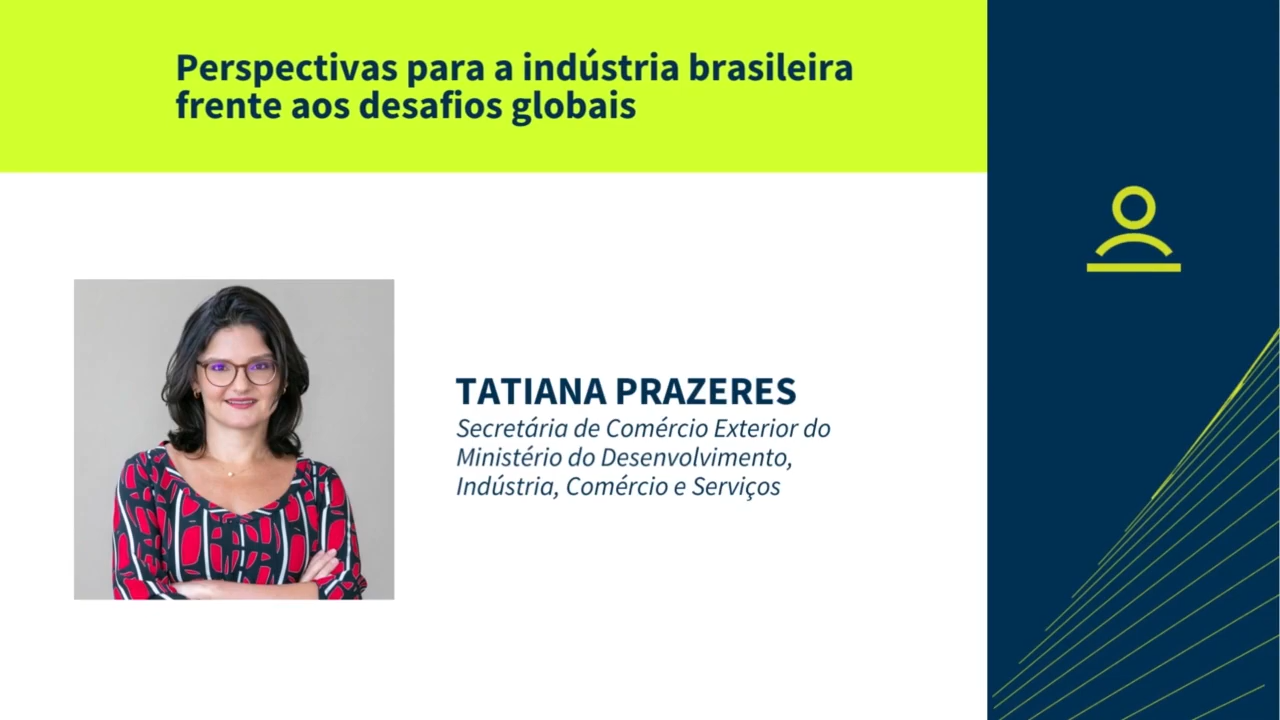 Perspectivas para a indústria brasileira
frente aos desafios globais
TATIANA PRAZERES
Secretária de Comércio Exterior do
Ministério do Desenvolvimento,
Indústria, Comércio e Serviços